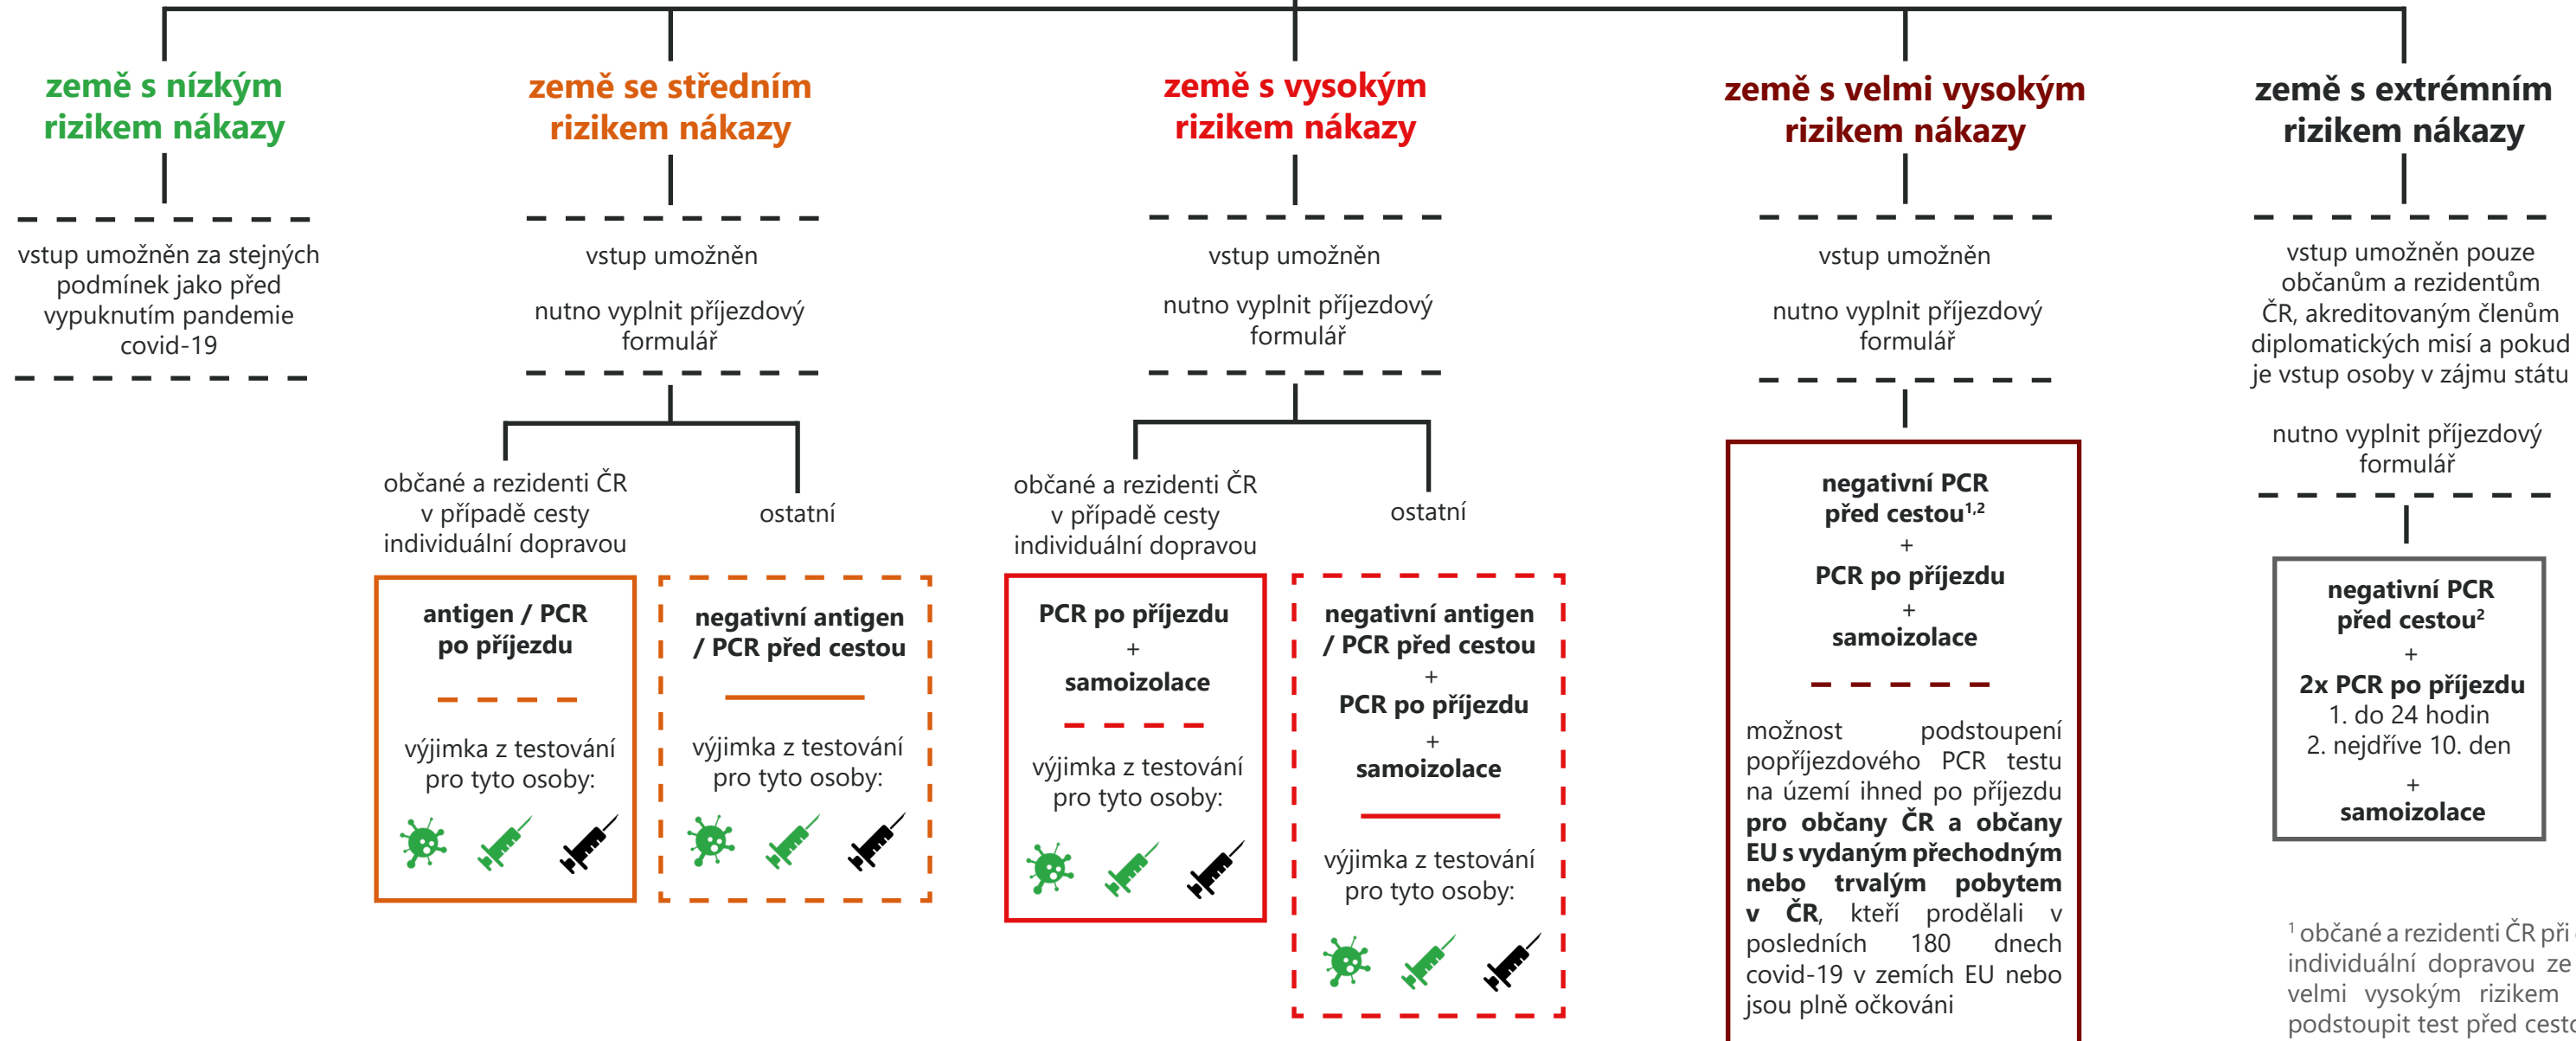 země s nízkým
rizikem nákazy
vstup umožněn za stejných
podmínek jako před
vypuknutím pandemie
covid-19
země se středním
rizikem nákazy
vstup umožněn
nutno vyplnit příjezdový
formulář
občané a rezidenti ČR
v případě cesty
individuální dopravou
antigen / PCR
po příjezdu
výjimka z testování
pro tyto osoby:
ostatní
negativní antigen
/ PCR před cestou
výjimka z testování
pro tyto osoby:
země s vysokým
rizikem nákazy
vstup umožněn
nutno vyplnit příjezdový
formulář
občané a rezidenti ČR
v případě cesty
individuální dopravou
PCR po příjezdu
+
samoizolace
výjimka z testování
pro tyto osoby:
ostatní
negativní antigen
/ PCR před cestou
+
PCR po příjezdu
+
samoizolace
výjimka z testování
pro tyto osoby:
země s velmi vysokým
rizikem nákazy
vstup umožněn
nutno vyplnit příjezdový
formulář
negativní PCR
před cestou1,2
+
PCR po příjezdu
+
samoizolace
možnost podstoupení
popříjezdového PCR testu
na území ihned po příjezdu
pro občany ČR a občany
EU s vydaným přechodným
nebo trvalým pobytem
v ČR, kteří prodělali v
posledních 180 dnech
covid-19 v zemích EU nebo
jsou plně očkováni
země s extrémním
rizikem nákazy
vstup umožněn pouze
občanům a rezidentům
ČR, akreditovaným členům
diplomatických misí a pokud
je vstup osoby v zájmu státu
nutno vyplnit příjezdový
formulář
negativní PCR
před cestou2
+
2x PCR po příjezdu
1. do 24 hodin
2. nejdříve 10. den
+
samoizolace
1 občané a rezidenti ČR při
individuální dopravou ze
velmi vysokým rizikem
podstoupit test před